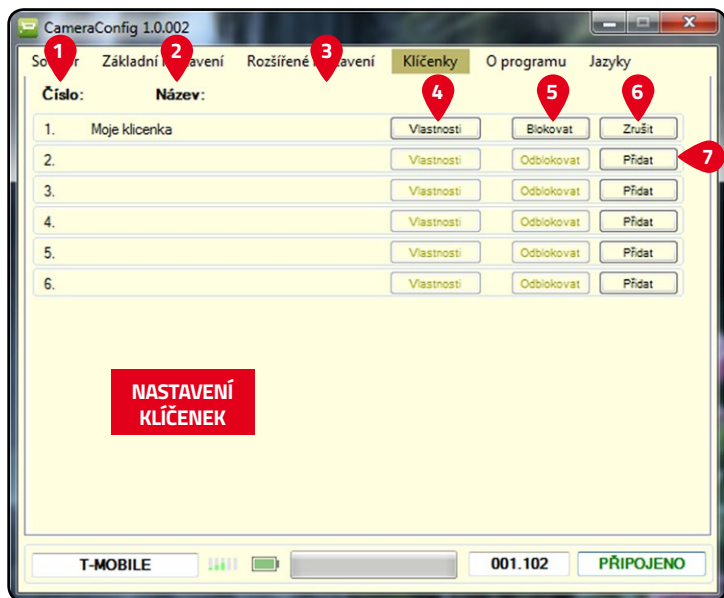 CameraConfig 1.0.002
1 2 3
Základní Rozšířené Klíčenky O programu Jazyky
4 5 6
Číslo: Název:
1. Moje klicenka Vlastnosti Blokovat Zrušit
2. Vlastnosti Odblokovat Přidat 7
3. Vlastnosti Odblokovat Přidat
4. Vlastnosti Odblokovat Přidat
5. Vlastnosti Odblokovat Přidat
6. Vlastnosti Odblokovat Přidat
NASTAVENÍ
KLÍČENEK
T-MOBILE 001.102 PŘIPOJENO